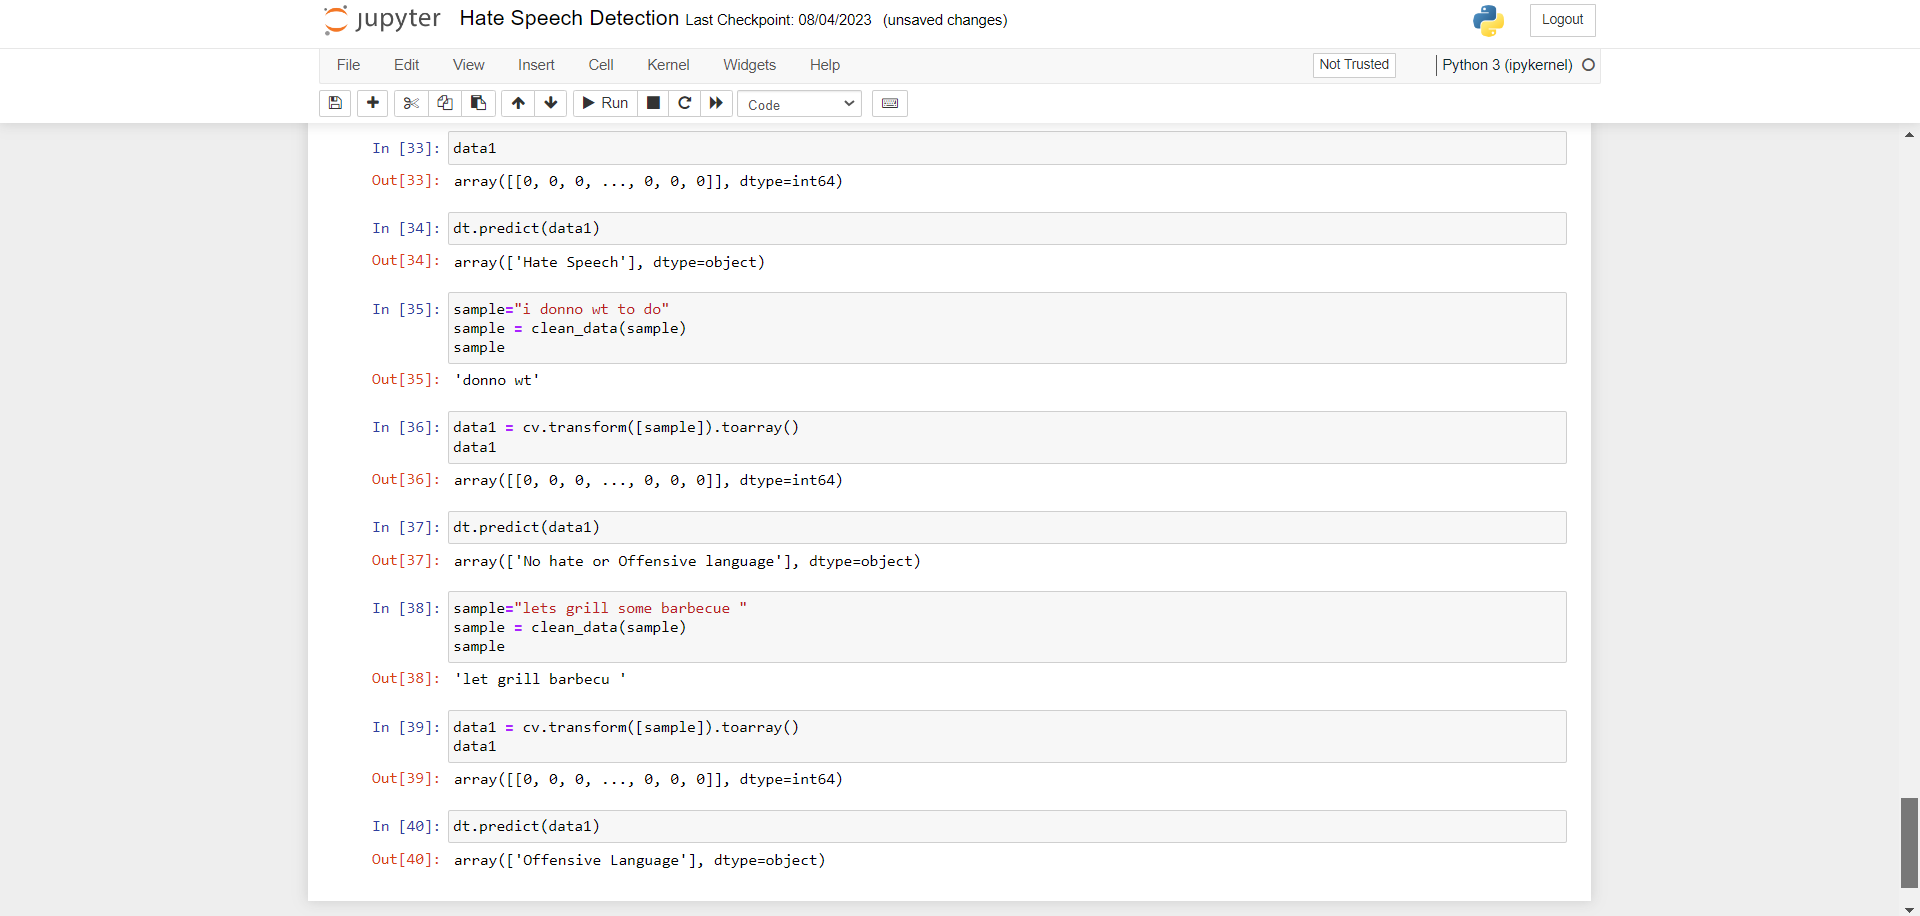 jupyter Hate Speech Detection Last Checkpoint: 08/04/2023 (unsaved changes) Logout
File Edit View Insert Cell Kernel Widgets Help Not Trusted Python 3 (ipykernel)
Run Code
In [33]: data1
Out[33]: array([[0, 0, 0, ..., 0, 0, 0]], dtype=int64)
In [34]: dt.predict(data1)
Out[34]: array(['Hate Speech'], dtype=object)
In [35]: sample="i donno wt to do"
sample = clean_data(sample)
sample
Out[35]: 'donno wt'
In [36]: data1 = cv.transform([sample]).toarray()
data1
Out[36]: array([[0, 0, 0, ..., 0, 0, 0]], dtype=int64)
In [37]: dt.predict(data1)
Out[37]: array(['No hate or Offensive language'], dtype=object)
In [38]: sample="lets grill some barbecue "
sample = clean_data(sample)
sample
Out[38]: 'let grill barbecu '
In [39]: data1 = cv.transform([sample]).toarray()
data1
Out[39]: array([[0, 0, 0, ..., 0, 0, 0]], dtype=int64)
In [40]: dt.predict(data1)
Out[40]: array(['Offensive Language'], dtype=object)